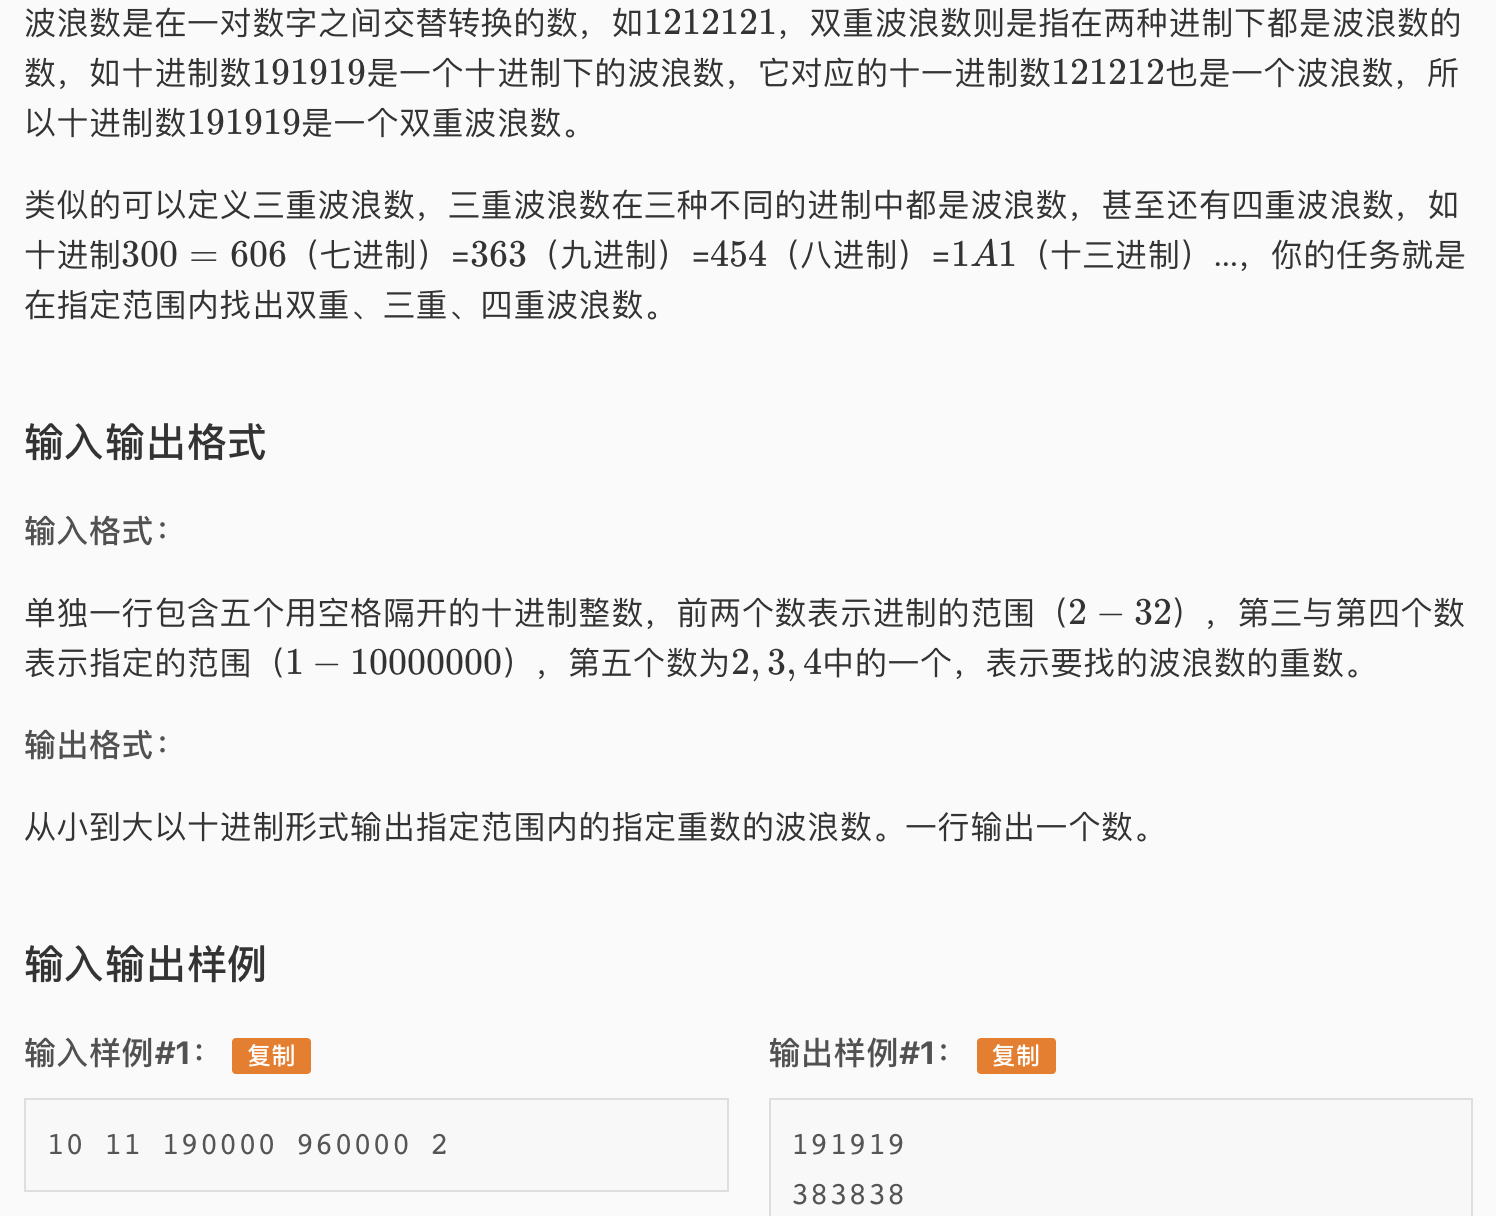 波浪数是在一对数字之间交替转换的数，如1212121，双重波浪数则是指在两种进制下都是波浪数的
数，如十进制数191919是一个十进制下的波浪数，它对应的十一进制数121212也是一个波浪数，所
以十进制数191919是一个双重波浪数。
类似的可以定义三重波浪数，三重波浪数在三种不同的进制中都是波浪数，甚至还有四重波浪数，如
十进制300 = 606（七进制）=363（九进制）=454（八进制）=1A1（十三进制）...，你的任务就是
在指定范围内找出双重、三重、四重波浪数。
输入输出格式
输入格式：
单独一行包含五个用空格隔开的十进制整数，前两个数表示进制的范围（2 − 32），第三与第四个数
表示指定的范围（1 − 10000000），第五个数为2, 3, 4中的一个，表示要找的波浪数的重数。
输出格式：
从小到大以十进制形式输出指定范围内的指定重数的波浪数。一行输出一个数。
输入输出样例
输入样例#1： 复制
10 11 190000 960000 2
输出样例#1： 复制
191919
383838